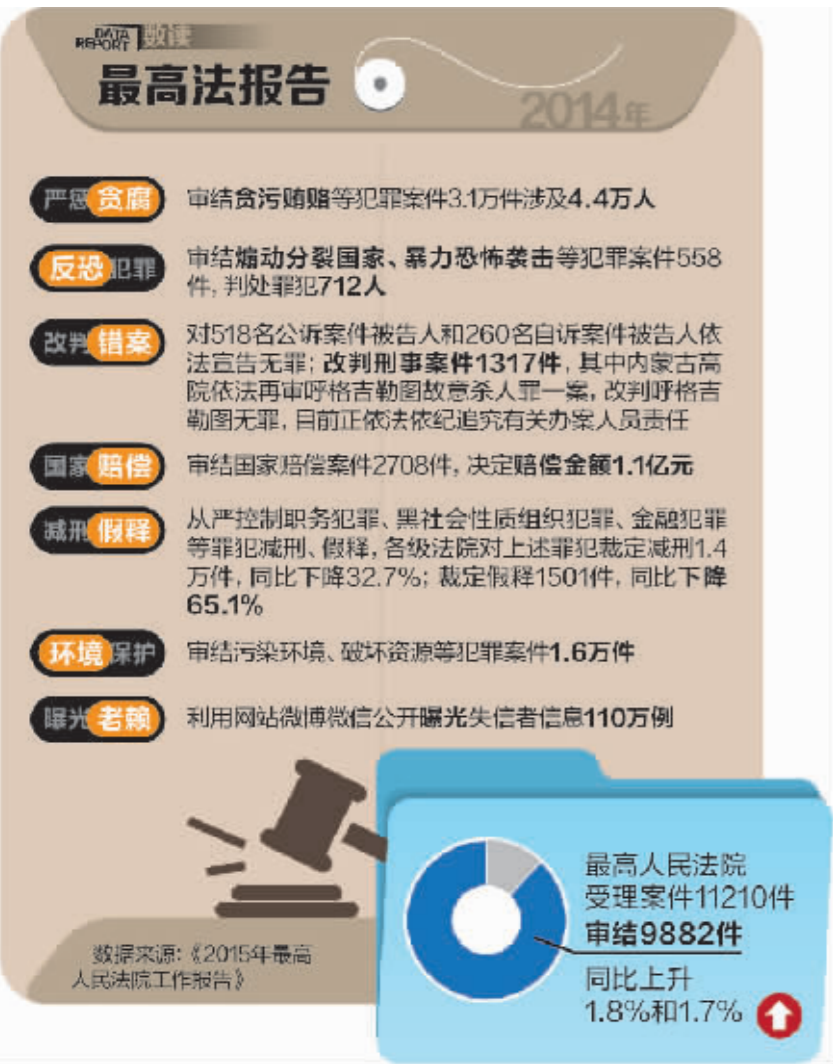 DATA
REPORT 数读
最高法报告
2014年
严惩贪腐
审结贪污贿赂等犯罪案件3.1万件涉及4.4万人
反恐犯罪
审结煽动分裂国家、暴力恐怖袭击等犯罪案件558
件,判处罪犯712人
改判错案
对518名公诉案件被告人和260名自诉案件被告人依
法宣告无罪;改判刑事案件1317件,其中内蒙古高
院依法再审呼格吉勒图故意杀人罪一案,改判呼格吉
勒图无罪,目前正依法依纪追究有关办案人员责任
国家赔偿
审结国家赔偿案件2708件,决定赔偿金额1.1亿元
减刑假释
从严控制职务犯罪、黑社会性质组织犯罪、金融犯罪
等罪犯减刑、假释,各级法院对上述罪犯裁定减刑1.4
万件,同比下降32.7%;裁定假释1501件,同比下降
65.1%
环境保护
审结污染环境、破坏资源等犯罪案件1.6万件
曝光老赖
利用网站微博微信公开曝光失信者信息110万例
最高人民法院
受理案件11210件
审结9882件
同比上升
1.8%和1.7%
数据来源:《2015年最高
人民法院工作报告》